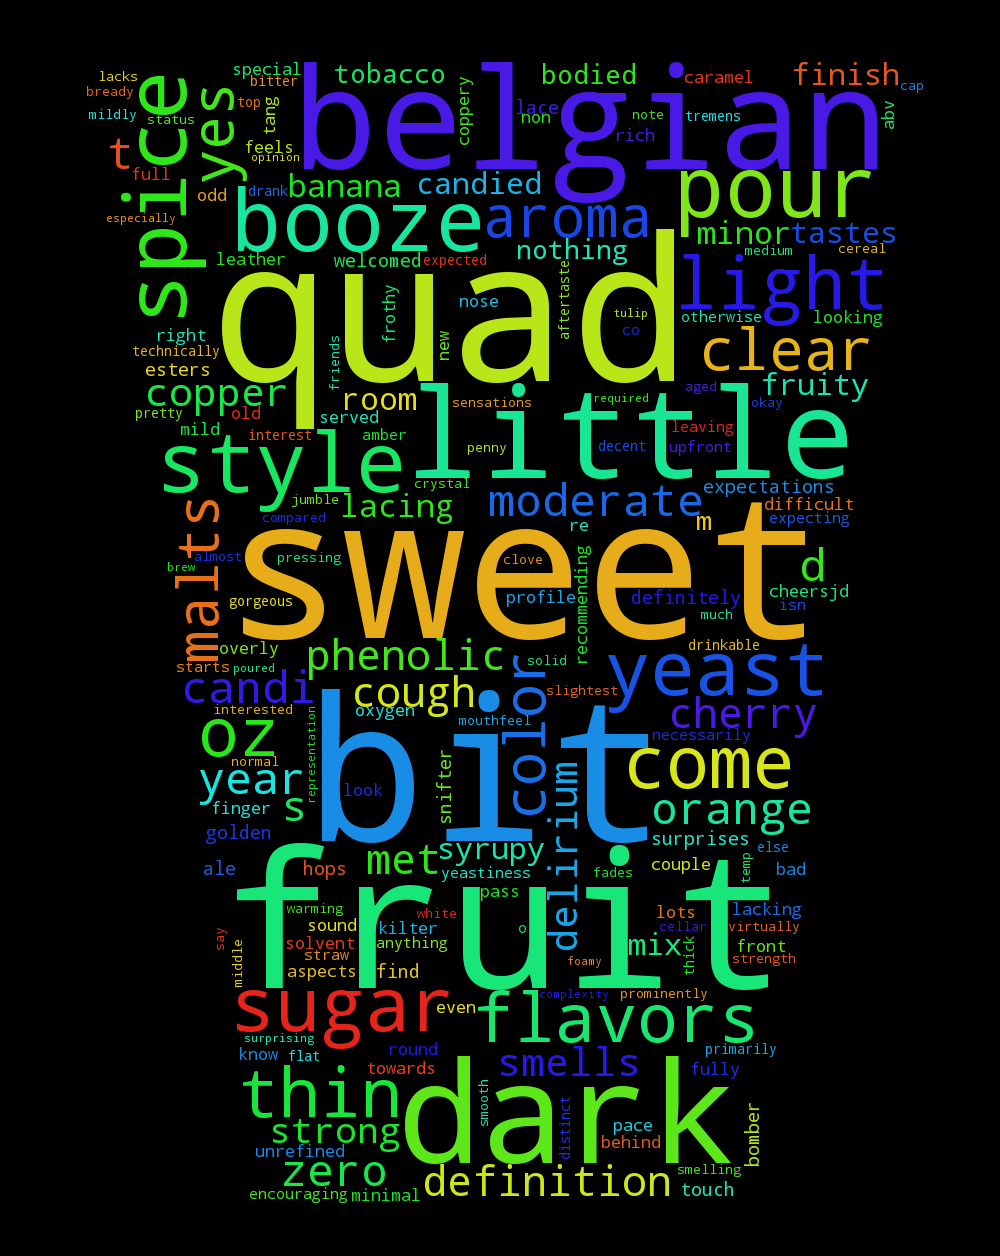 belgian
quad
sweet
bit
fruit
dark
little
booze
spice
yes
pour
light
aroma
style
flavors
sugar
thin
yeast
come
clear
malts
copper
phenolic
moderate
candi
oz
year
s
cough
color
cherry
orange
delirium
met
syrupy
smells
strong
zero
definition
mix
d
m
t
lacks
bready
mildly
status
special
bitter
top
tang
feels
opinion
tobacco
coppery
lace
non
bodied
note
rich
caramel
tremens
finish
cap
abv
full
odd
drank
banana
candied
especially
leather
welcomed
expected
nothing
minor
tastes
medium
cereal
right
technically
esters
friends
frothy
new
nose
aftertaste
tulip
co
otherwise
looking
fruity
aged
okay
required
pretty
old
mild
interest
room
served
amber
sensations
penny
crystal
decent
leaving
upfront
jumble
lacing
compared
expectations
difficult
expecting
re
almost
brew
pressing
clove
gorgeous
profile
recommending
definitely
much
cheersjd
isn
overly
starts
poured
solid
drinkable
slightest
interested
oxygen
mouthfeel
necessarily
representation
normal
look
snifter
finger
golden
surprises
else
ale
hops
yeastiness
fades
couple
temp
bad
pass
warming
white
o
lots
lacking
say
sound
kilter
cellar
virtually
solvent
anything
straw
middle
foamy
thick
front
strength
aspects
find
even
complexity
prominently
surprising
know
flat
round
primarily
towards
fully
smooth
distinct
pace
behind
bomber
unrefined
smelling
encouraging
minimal
touch